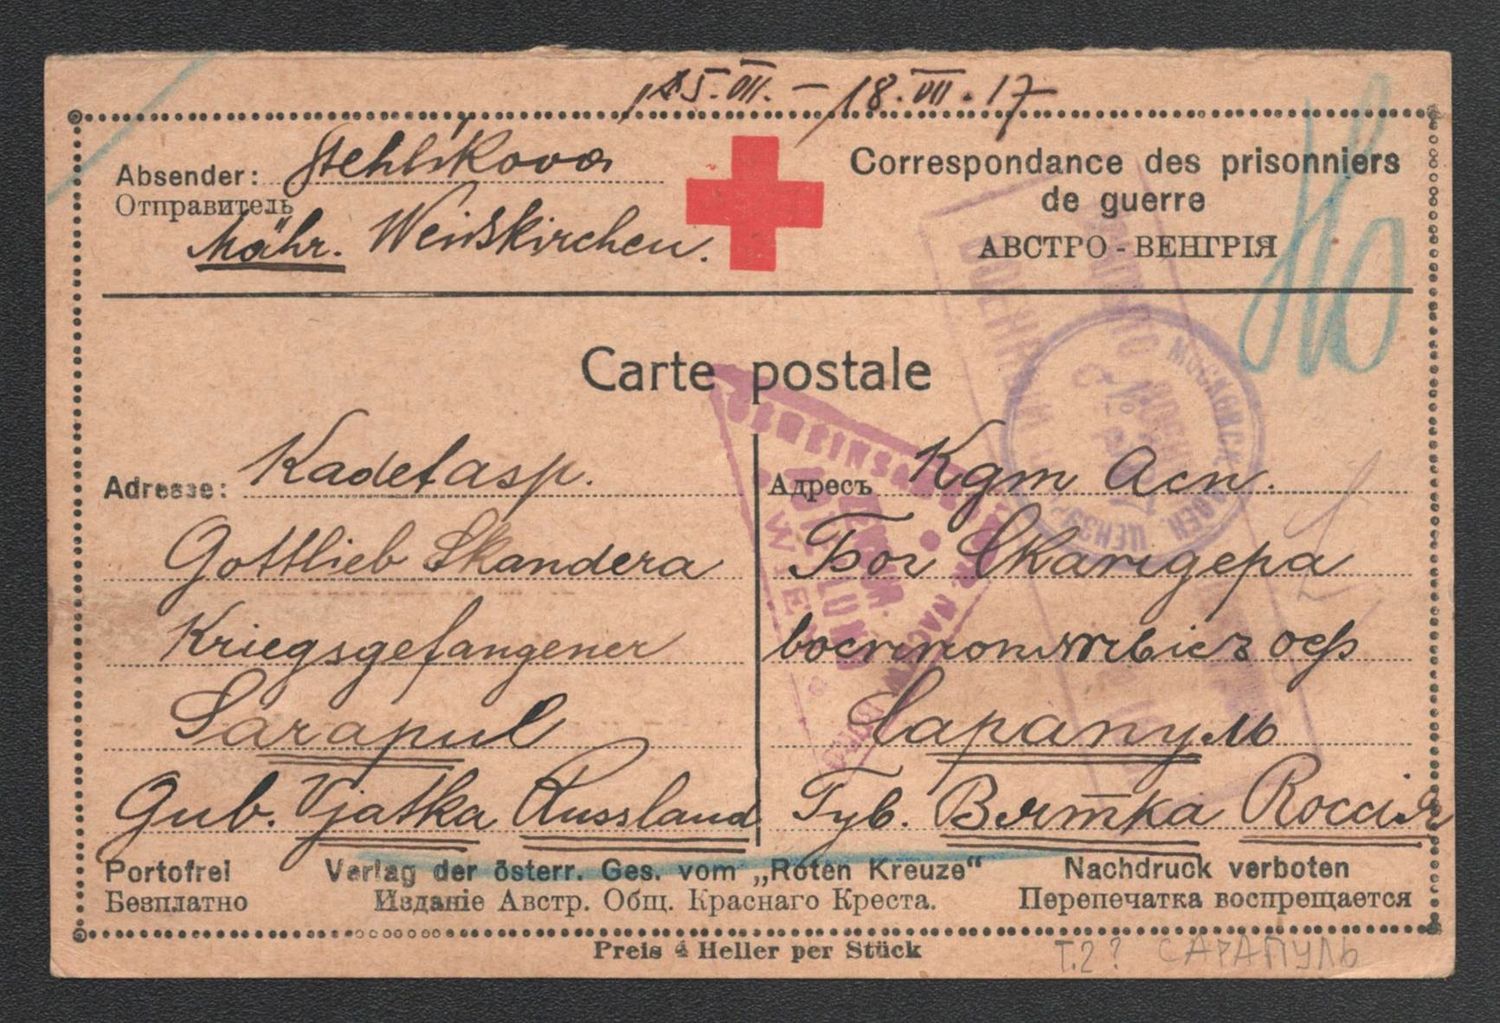 15.VII. - 18.VII.17
Absender: Stehlíkova
Отправитель
Mähr. Weisskirchen.
Correspondance des prisonniers
de guerre
АВСТРО - ВЕНГРІЯ
Carte postale
Adresse: Kadetasp.
Gottlieb Skandera
Kriegsgefangener
Sarapul
Gub. Vjatka Russland
Адресъ Кдт Асп.
Бог Скандера
оф
Сарапуль
Губ. Вятка Россія
Portofrei
Безплатно
Verlag der österr. Ges. vom „Roten Kreuze“
Изданіе Австр. Общ. Краснаго Креста.
Nachdruck verboten
Перепечатка воспрещается
Preis 4 Heller per Stück
Т.2? САРАПУЛЬ